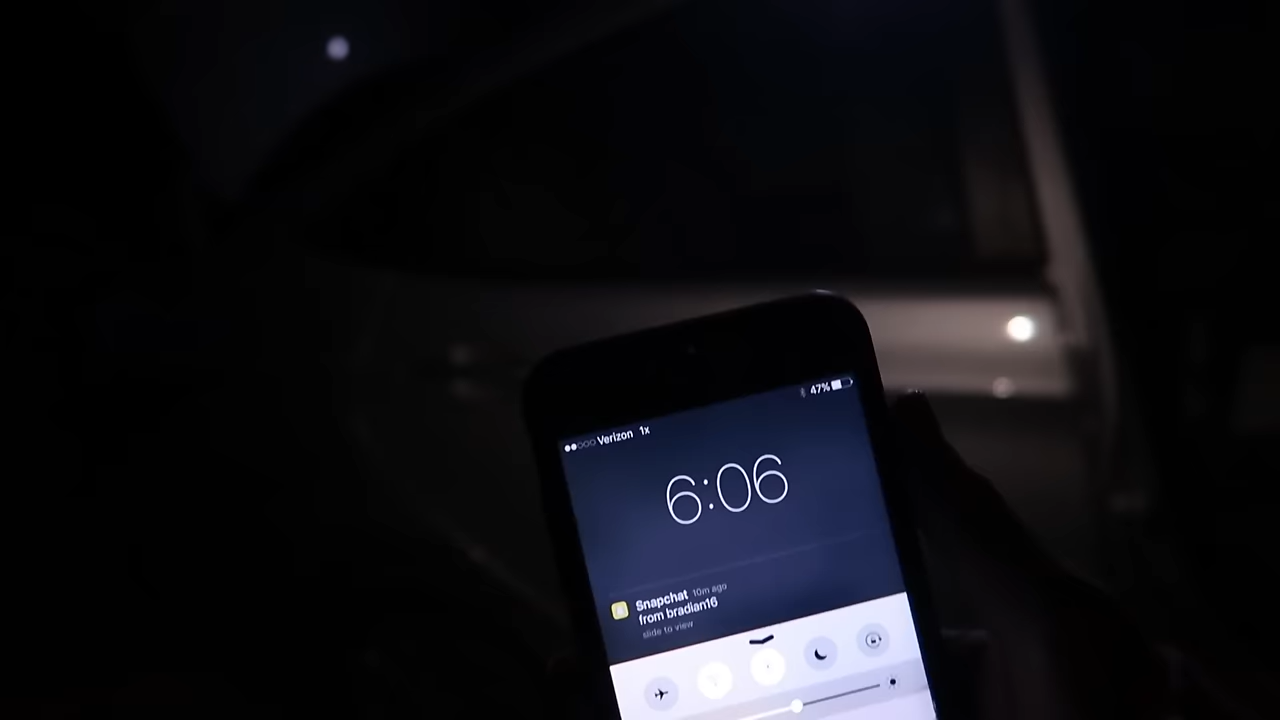 Verizon 1x 47%
6:06
Snapchat 10m ago
from bradian16
slide to view